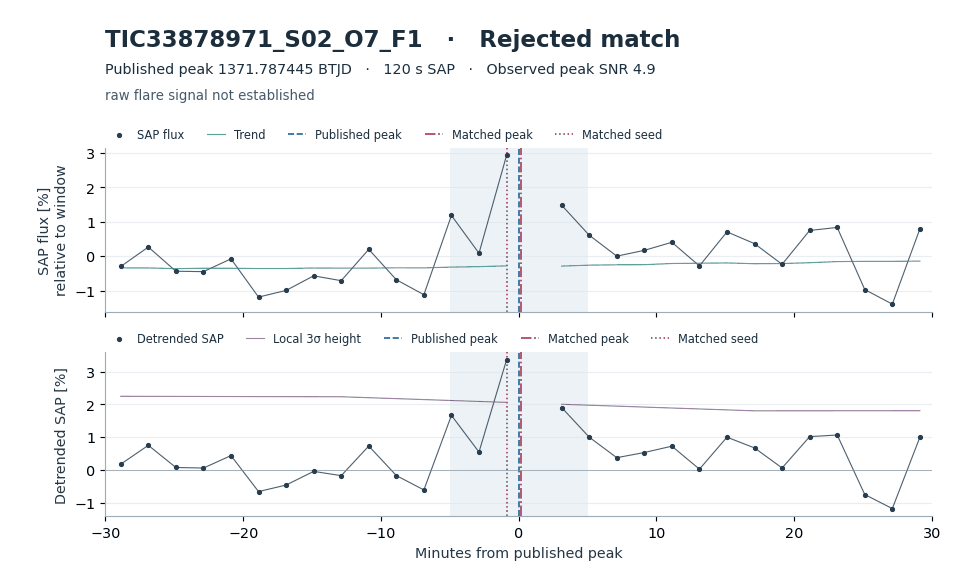 TIC33878971_S02_O7_F1 · Rejected match
Published peak 1371.787445 BTJD · 120 s SAP · Observed peak SNR 4.9
raw flare signal not established
SAP flux Trend Published peak Matched peak Matched seed
SAP flux [%]
relative to window
3
2
1
0
−1
Detrended SAP Local 3σ height Published peak Matched peak Matched seed
Detrended SAP [%]
3
2
1
0
−1
−30 −20 −10 0 10 20 30
Minutes from published peak